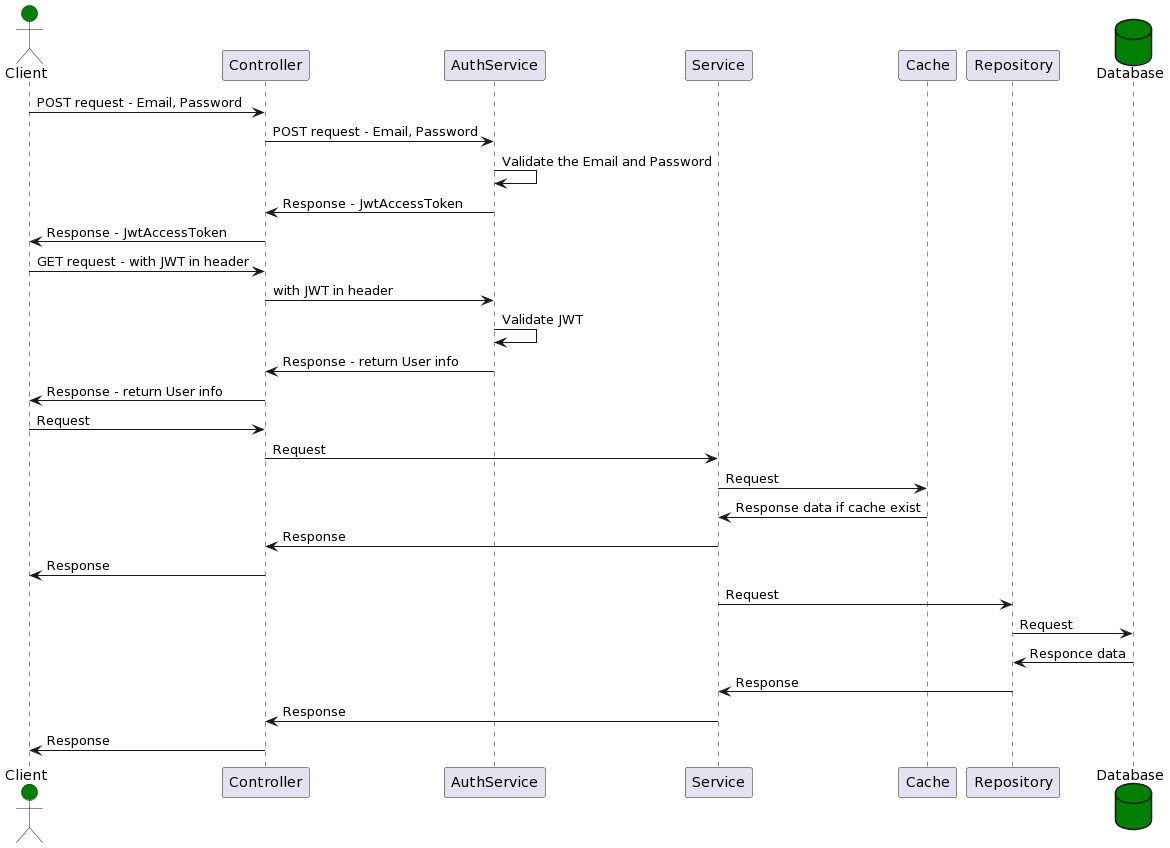 Client
Controller
AuthService
Service
Cache
Repository
Database
POST request - Email, Password
POST request - Email, Password
Validate the Email and Password
Response - JwtAccessToken
Response - JwtAccessToken
GET request - with JWT in header
with JWT in header
Validate JWT
Response - return User info
Response - return User info
Request
Request
Request
Response data if cache exist
Response
Response
Request
Request
Responce data
Response
Response
Response
Client
Controller
AuthService
Service
Cache
Repository
Database